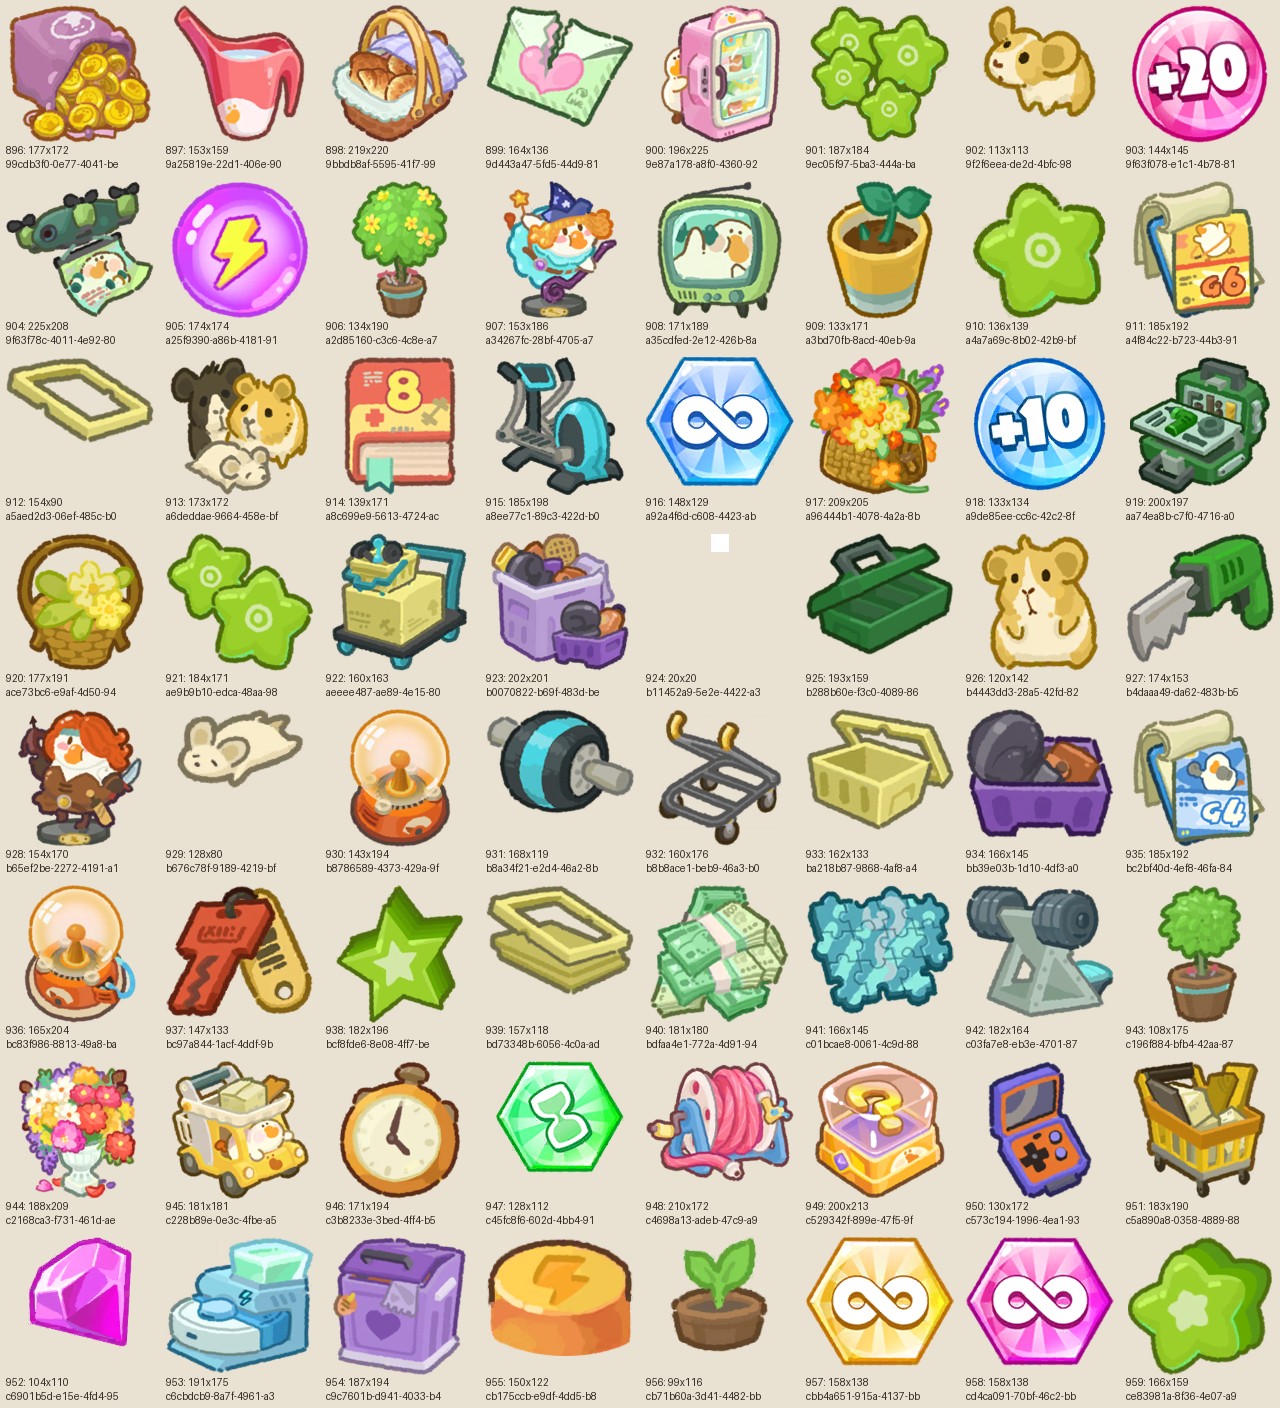 896: 177x172
99cdb3f0-0e77-4041-be
897: 153x159
9a25819e-22d1-406e-90
898: 219x220
9bbdb8af-5595-41f7-99
Love
899: 164x136
9d443a47-5fd5-44d9-81
900: 196x225
9e87a178-a8f0-4360-92
901: 187x184
9ec05f97-5ba3-444a-ba
902: 113x113
9f2f6eea-de2d-4bfc-98
+20
903: 144x145
9f63f078-e1c1-4b78-81
904: 225x208
9f63f78c-4011-4e92-80
905: 174x174
a25f9390-a86b-4181-91
906: 134x190
a2d85160-c3c6-4c8e-a7
907: 153x186
a34267fc-28bf-4705-a7
908: 171x189
a35cdfed-2e12-426b-8a
909: 133x171
a3bd70fb-8acd-40eb-9a
910: 136x139
a4a7a69c-8b02-42b9-bf
G6
911: 185x192
a4f84c22-b723-44b3-91
912: 154x90
a5aed2d3-06ef-485c-b0
913: 173x172
a6deddae-9664-458e-bf
8
914: 139x171
a8c699e9-5613-4724-ac
915: 185x198
a8ee77c1-89c3-422d-b0
916: 148x129
a92a4f6d-c608-4423-ab
917: 209x205
a96444b1-4078-4a2a-8b
+10
918: 133x134
a9de85ee-cc6c-42c2-8f
919: 200x197
aa74ea8b-c7f0-4716-a0
920: 177x191
ace73bc6-e9af-4d50-94
921: 184x171
ae9b9b10-edca-48aa-98
922: 160x163
aeeee487-ae89-4e15-80
923: 202x201
b0070822-b69f-483d-be
924: 20x20
b11452a9-5e2e-4422-a3
925: 193x159
b288b60e-f3c0-4089-86
926: 120x142
b4443dd3-28a5-42fd-82
927: 174x153
b4daaa49-da62-483b-b5
928: 154x170
b65ef2be-2272-4191-a1
929: 128x80
b676c78f-9189-4219-bf
930: 143x194
b8786589-4373-429a-9f
931: 168x119
b8a34f21-e2d4-46a2-8b
932: 160x176
b8b8ace1-beb9-46a3-b0
933: 162x133
ba218b87-9868-4af8-a4
934: 166x145
bb39e03b-1d10-4df3-a0
G4
935: 185x192
bc2bf40d-4ef8-46fa-84
936: 165x204
bc83f986-8813-49a8-ba
937: 147x133
bc97a844-1acf-4ddf-9b
938: 182x196
bcf8fde6-8e08-4ff7-be
939: 157x118
bd73348b-6056-4c0a-ad
940: 181x180
bdfaa4e1-772a-4d91-94
941: 166x145
c01bcae8-0061-4c9d-88
942: 182x164
c03fa7e8-eb3e-4701-87
943: 108x175
c196f884-bfb4-42aa-87
944: 188x209
c2168ca3-f731-461d-ae
945: 181x181
c228b89e-0e3c-4fbe-a5
946: 171x194
c3b8233e-3bed-4ff4-b5
947: 128x112
c45fc8f6-602d-4bb4-91
948: 210x172
c4698a13-adeb-47c9-a9
?
949: 200x213
c529342f-899e-47f5-9f
950: 130x172
c573c194-1996-4ea1-93
951: 183x190
c5a890a8-0358-4889-88
952: 104x110
c6901b5d-e15e-4fd4-95
953: 191x175
c6cbdcb9-8a7f-4961-a3
954: 187x194
c9c7601b-d941-4033-b4
955: 150x122
cb175ccb-e9df-4dd5-b8
956: 99x116
cb71b60a-3d41-4482-bb
957: 158x138
cbb4a651-915a-4137-bb
958: 158x138
cd4ca091-70bf-46c2-bb
959: 166x159
ce83981a-8f36-4e07-a9